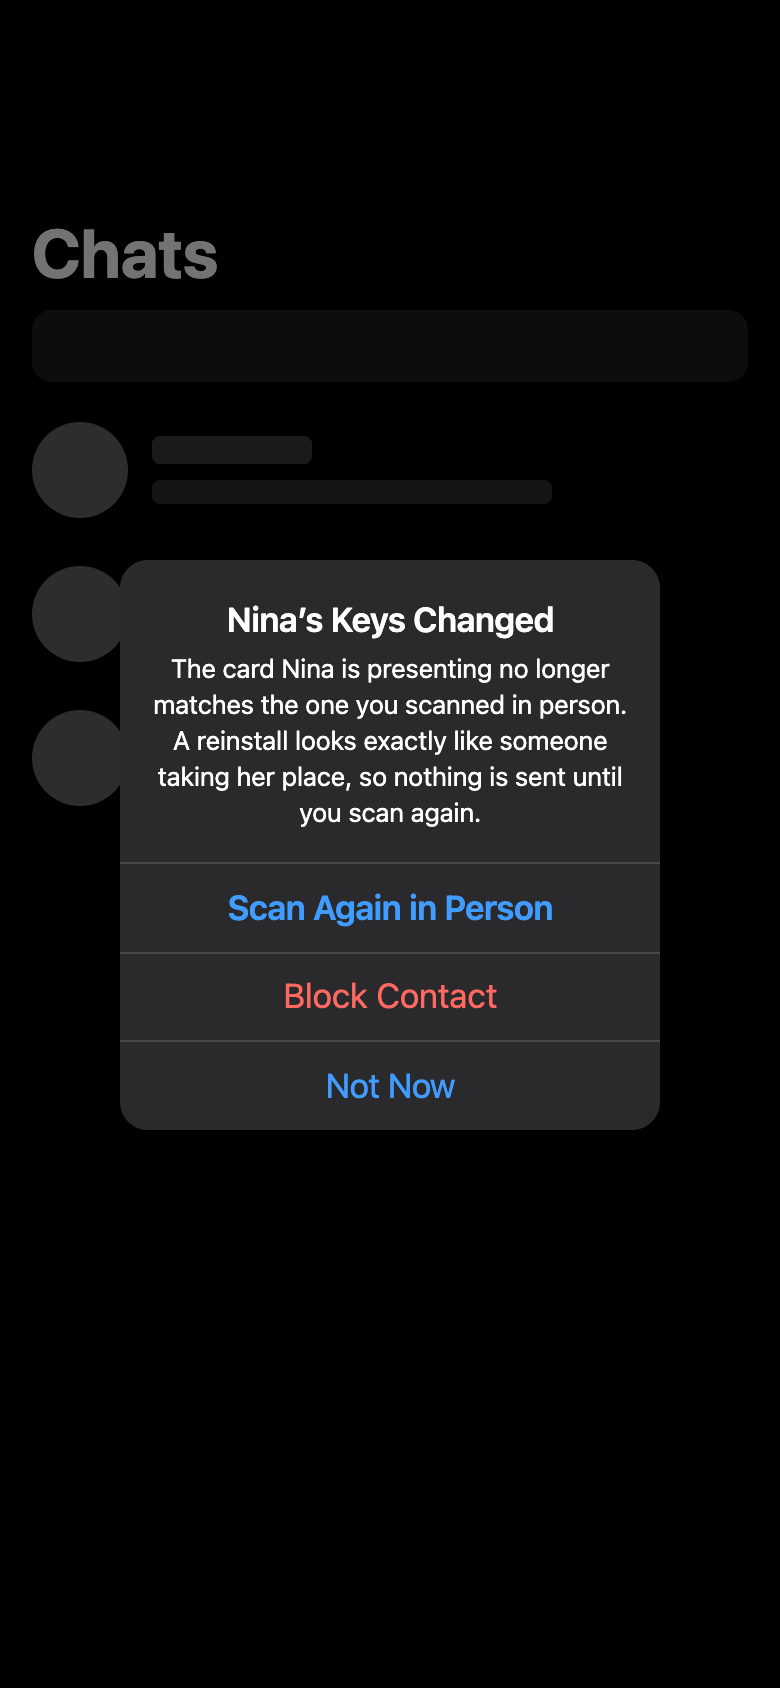 Chats
Nina’s Keys Changed
The card Nina is presenting no longer
matches the one you scanned in person.
A reinstall looks exactly like someone
taking her place, so nothing is sent until
you scan again.
Scan Again in Person
Block Contact
Not Now